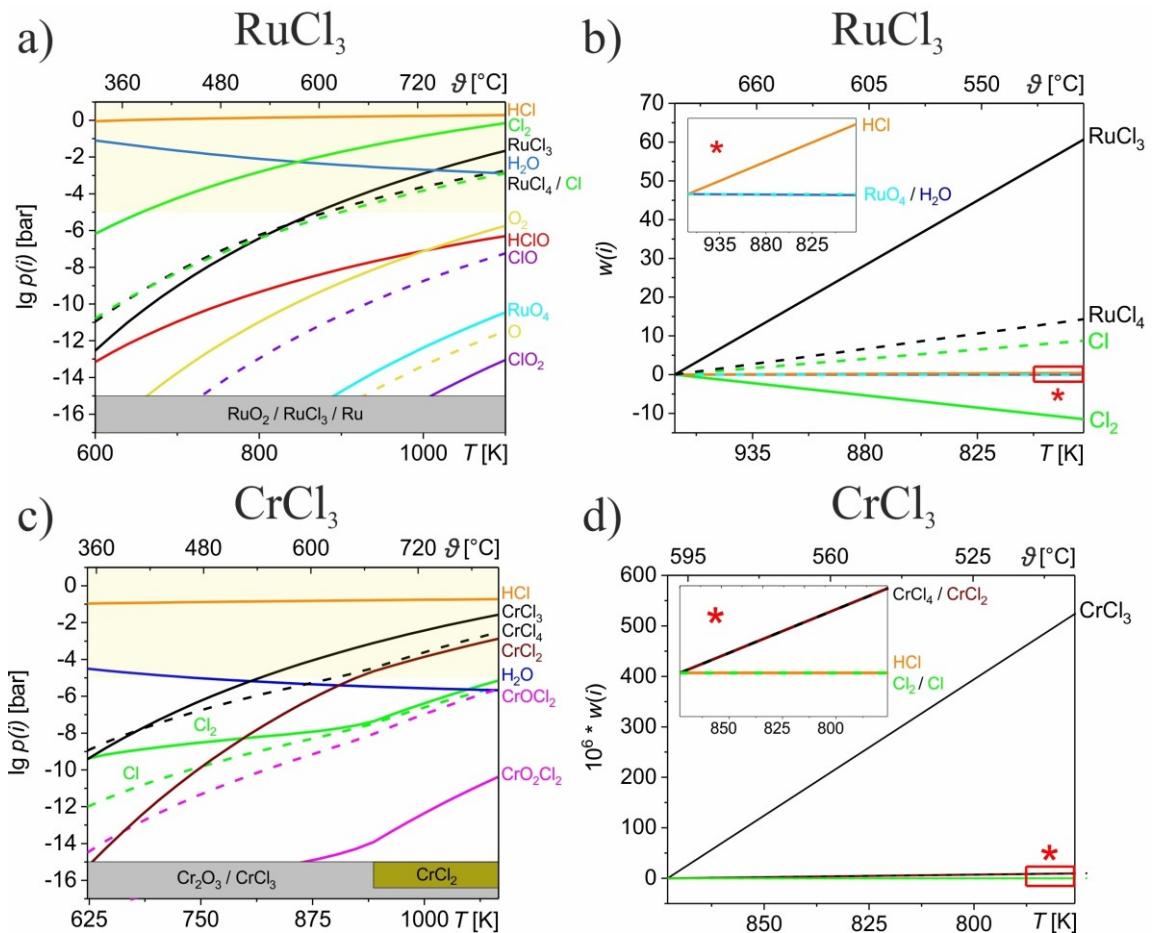 a) RuCl₃
360 480 600 720 𝜗 [°C]
0
-2
-4
-6
-8
-10
-12
-14
-16
lg p(i) [bar]
HCl
Cl₂
RuCl₃
H₂O
RuCl₄ / Cl
O₂
HClO
ClO
RuO₄
O
ClO₂
RuO₂ / RuCl₃ / Ru
600 800 1000 T [K]
b) RuCl₃
660 605 550 𝜗 [°C]
70
60
50
40
30
20
10
0
-10
w(i)
*
HCl
RuO₄ / H₂O
935 880 825
RuCl₃
RuCl₄
Cl
*
Cl₂
935 880 825 T [K]
c) CrCl₃
360 480 600 720 𝜗 [°C]
0
-2
-4
-6
-8
-10
-12
-14
-16
lg p(i) [bar]
HCl
CrCl₃
CrCl₄
CrCl₂
H₂O
CrOCl₂
Cl₂
Cl
CrO₂Cl₂
Cr₂O₃ / CrCl₃
CrCl₂
625 750 875 1000 T [K]
d) CrCl₃
595 560 525 𝜗 [°C]
600
500
400
300
200
100
0
10⁶ * w(i)
*
CrCl₄ / CrCl₂
HCl
Cl₂ / Cl
850 825 800
CrCl₃
*
850 800 T [K]